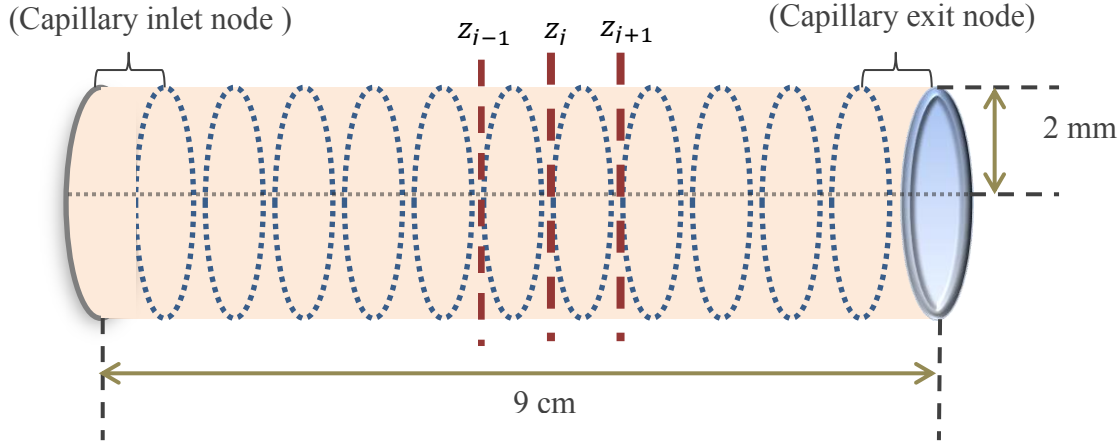 (Capillary inlet node )
(Capillary exit node)
z_{i−1}
z_i
z_{i+1}
2 mm
9 cm